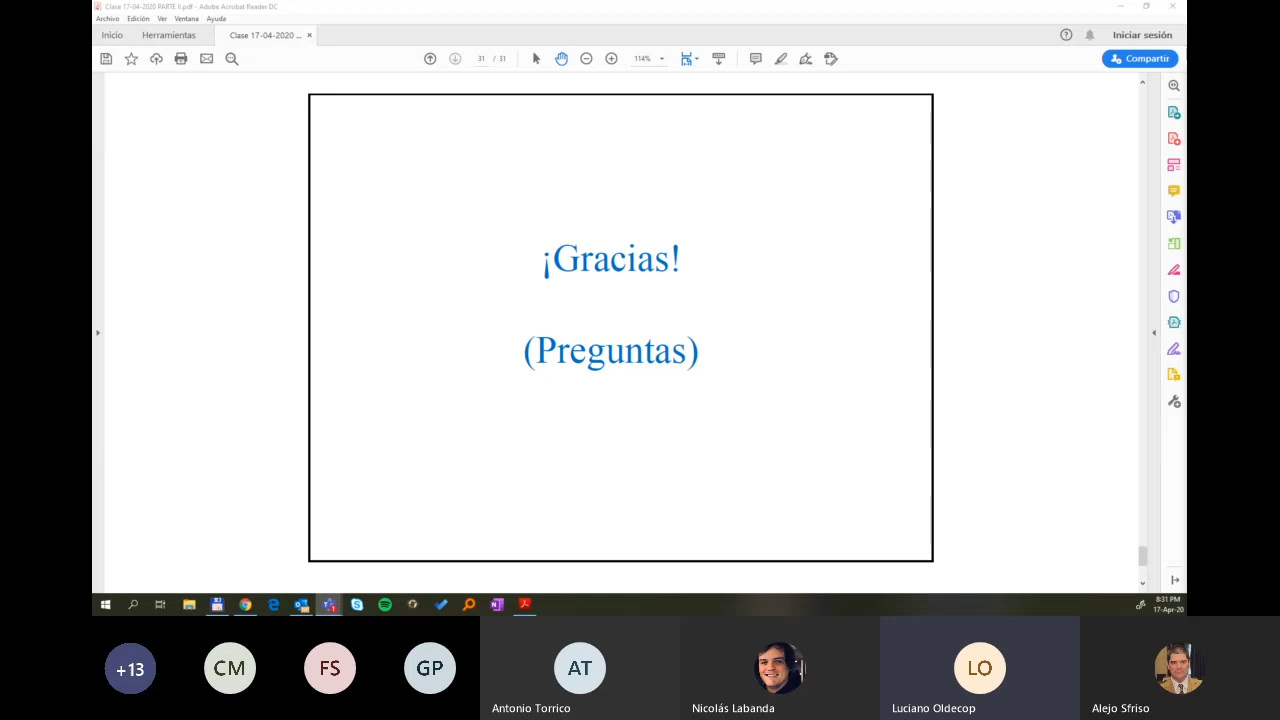 Clase 17-04-2020 PARTE II.pdf - Adobe Acrobat Reader DC
Archivo Edición Ver Ventana Ayuda
Inicio Herramientas Clase 17-04-2020 ... × Iniciar sesión
31 / 31 114% Compartir
¡Gracias!
(Preguntas)
8:31 PM
17-Apr-20
+13 CM FS GP AT LO
Antonio Torrico Nicolás Labanda Luciano Oldecop Alejo Sfriso